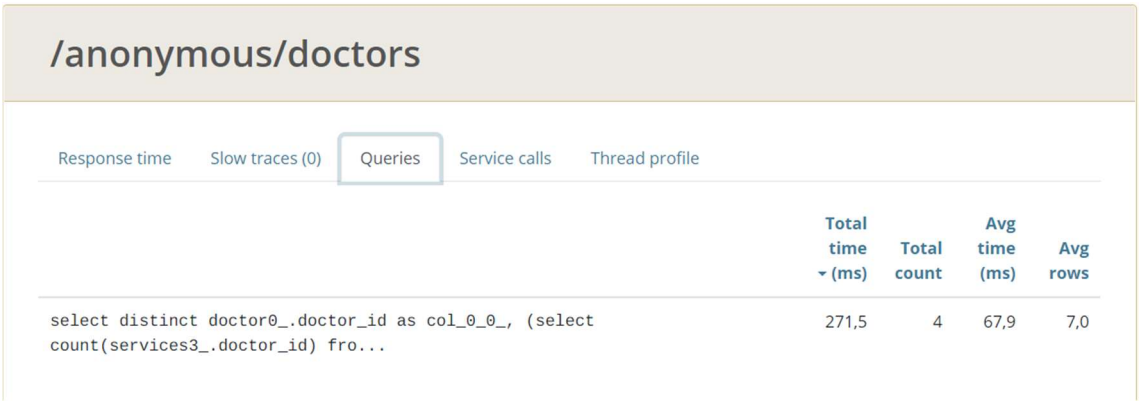 /anonymous/doctors
Response time Slow traces (0) Queries Service calls Thread profile
Total time (ms) Total count Avg time (ms) Avg rows
select distinct doctor0_.doctor_id as col_0_0_, (select 271,5 4 67,9 7,0
count(services3_.doctor_id) fro...